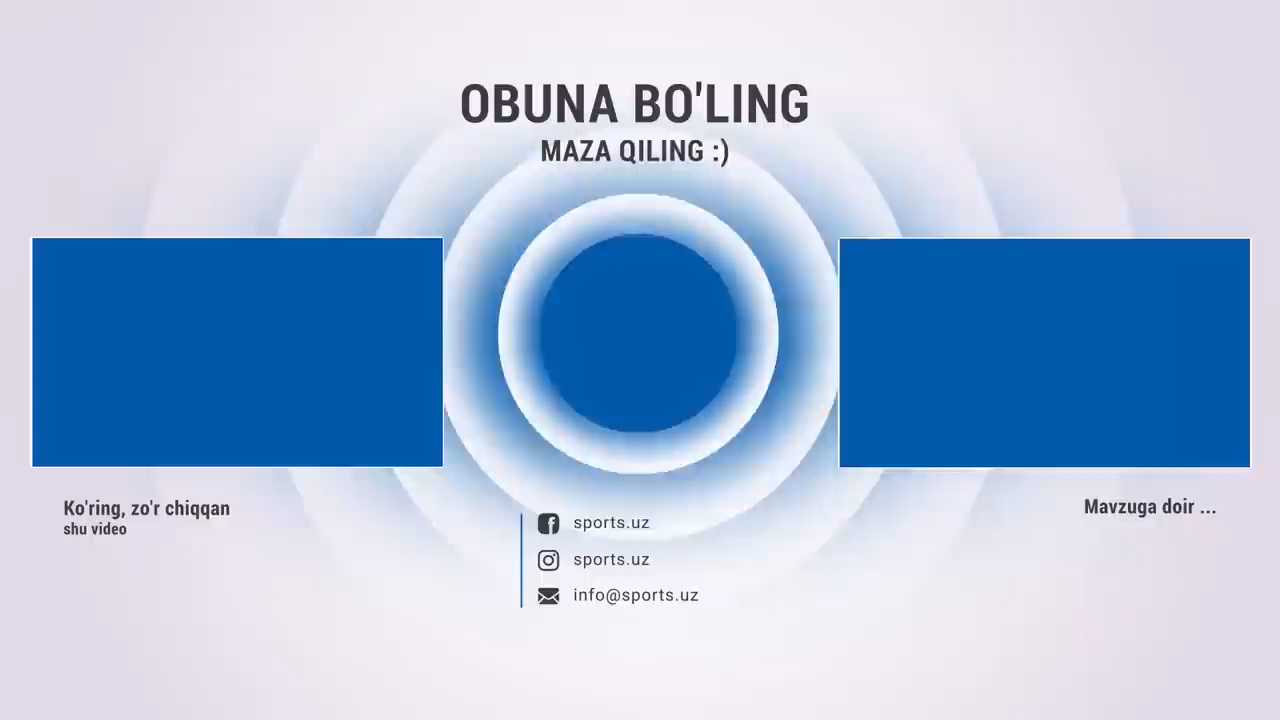 OBUNA BO'LING
MAZA QILING :)
Ko'ring, zo'r chiqqan
shu video
Mavzuga doir ...
sports.uz
sports.uz
info@sports.uz